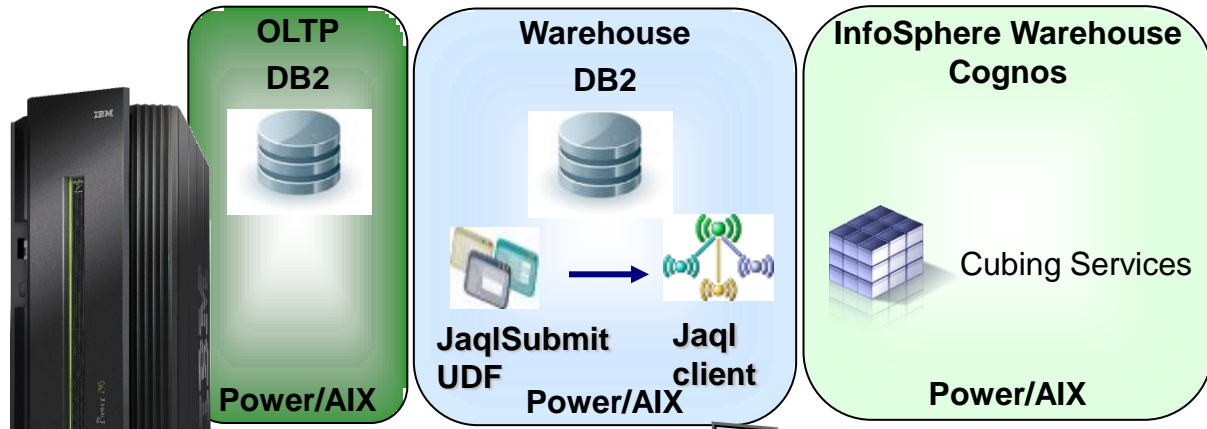 OLTP
DB2
Power/AIX
IBM
Warehouse
DB2
JaqlSubmit
UDF
Jaql
client
Power/AIX
InfoSphere Warehouse
Cognos
Cubing Services
Power/AIX